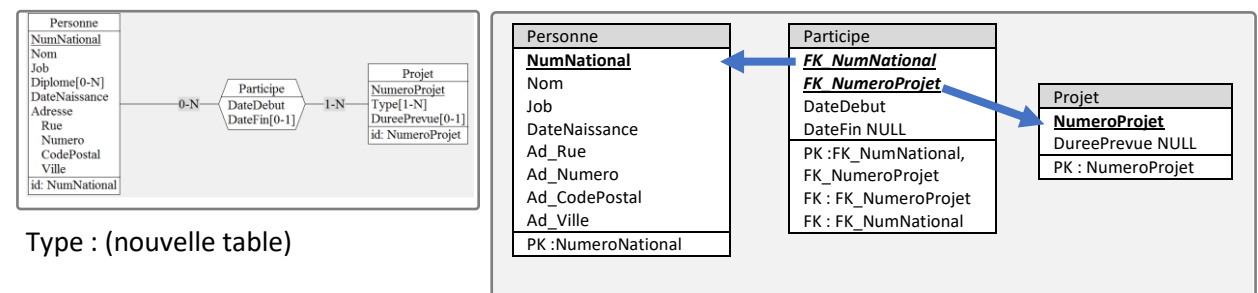 Personne
NumNational
Nom
Job
Diplome[0-N]
DateNaissance
Adresse
Rue
Numero
CodePostal
Ville
id: NumNational
0-N
Participe
DateDebut
DateFin[0-1]
1-N
Projet
NumeroProjet
Type[1-N]
DureePrevue[0-1]
id: NumeroProjet
Type : (nouvelle table)
Personne
NumNational
Nom
Job
DateNaissance
Ad_Rue
Ad_Numero
Ad_CodePostal
Ad_Ville
PK :NumeroNational
Participe
FK_NumNational
FK_NumeroProjet
DateDebut
DateFin NULL
PK :FK_NumNational,
FK_NumeroProjet
FK : FK_NumeroProjet
FK : FK_NumNational
Projet
NumeroProjet
DureePrevue NULL
PK : NumeroProjet